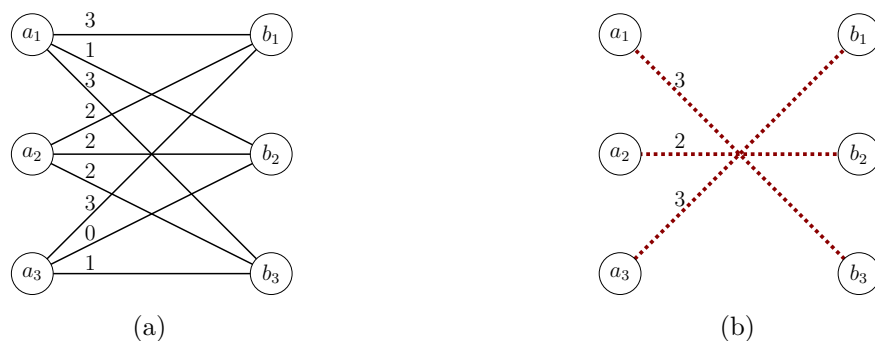 a₁ 3 b₁
1
3
2
a₂ 2 b₂
2
3
0
a₃ 1 b₃
(a)
a₁ b₁
3
a₂ 2 b₂
3
a₃ b₃
(b)